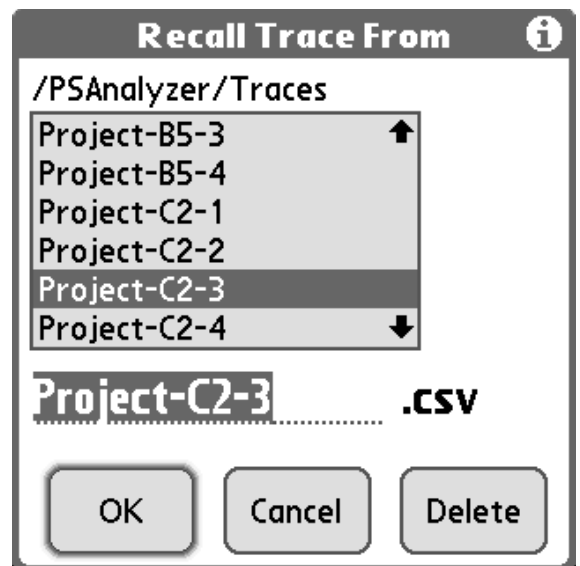 Recall Trace From i
/PSAnalyzer/Traces
Project-B5-3
Project-B5-4
Project-C2-1
Project-C2-2
Project-C2-3
Project-C2-4
Project-C2-3 .csv
OK Cancel Delete